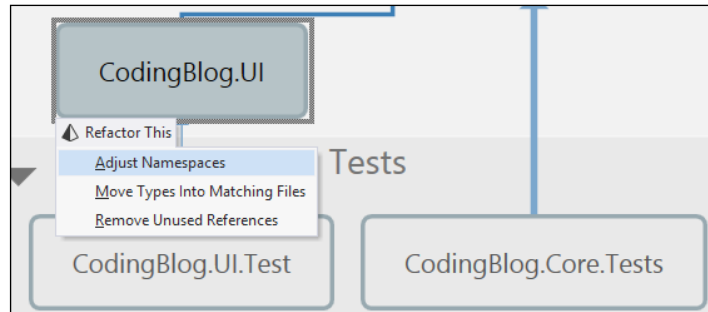 CodingBlog.UI
Refactor This
Adjust Namespaces
Move Types Into Matching Files
Remove Unused References
Tests
CodingBlog.UI.Test
CodingBlog.Core.Tests